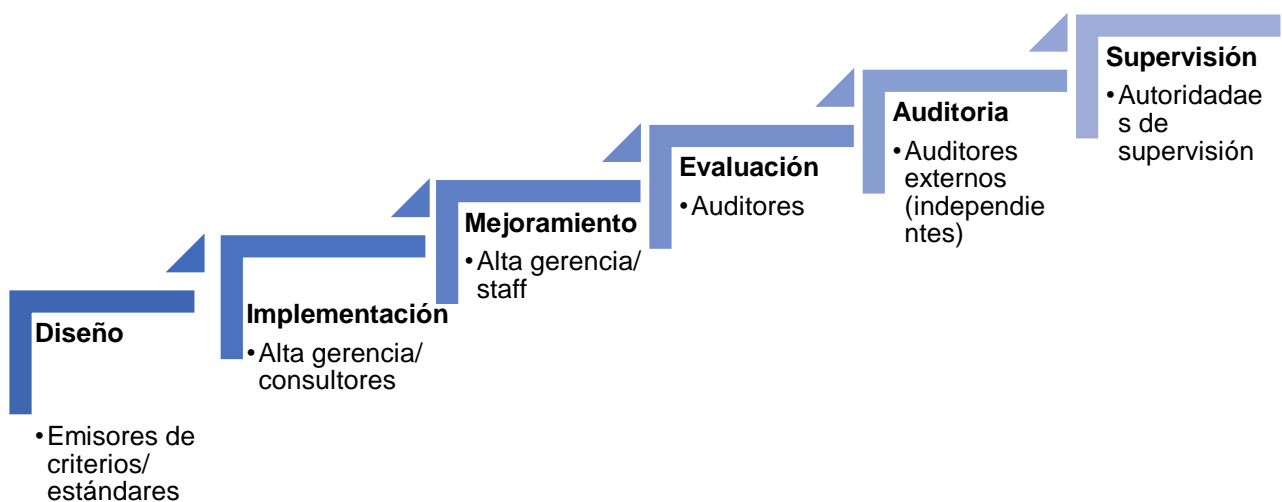 Diseño
•Emisores de
criterios/
estándares
Implementación
•Alta gerencia/
consultores
Mejoramiento
•Alta gerencia/
staff
Evaluación
•Auditores
Auditoria
•Auditores
externos
(independie
ntes)
Supervisión
•Autoridadae
s de
supervisión